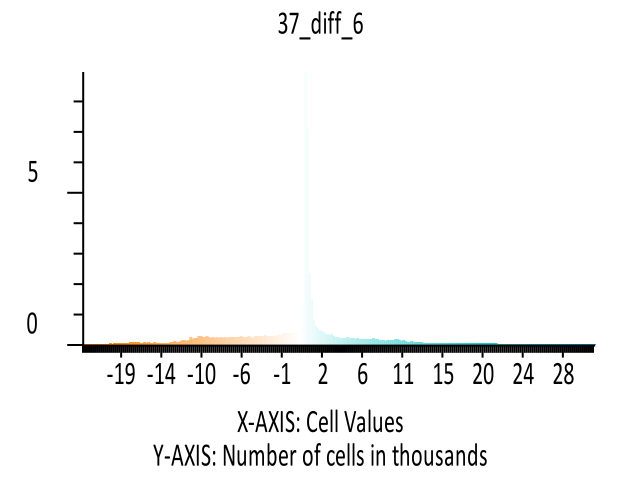 37_diff_6
5
0
-19 -14 -10 -6 -1 2 6 11 15 20 24 28
X-AXIS: Cell Values
Y-AXIS: Number of cells in thousands